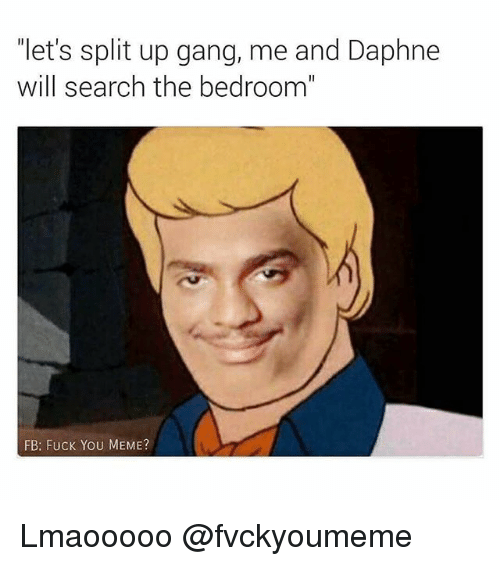 "let's split up gang, me and Daphne
will search the bedroom"
FB: FUCK YOU MEME?
Lmaooooo @fvckyoumeme